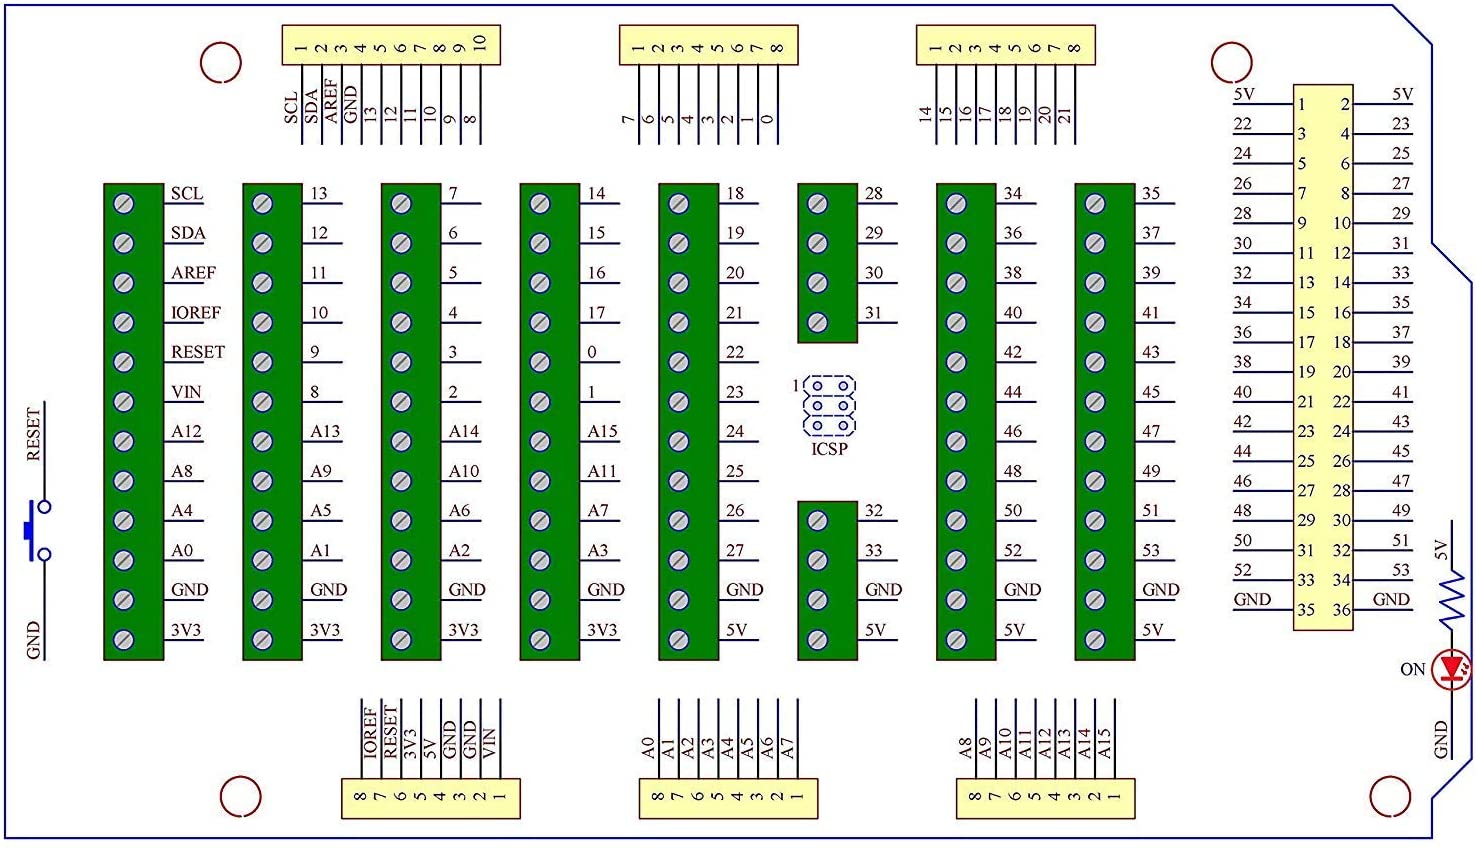 1 2 3 4 5 6 7 8 9 10
SCL SDA AREF GND 13 12 11 10 9 8
1 2 3 4 5 6 7 8
7 6 5 4 3 2 1 0
1 2 3 4 5 6 7 8
14 15 16 17 18 19 20 21
SCL
SDA
AREF
IOREF
RESET
VIN
A12
A8
A4
A0
GND
3V3
13
12
11
10
9
8
A13
A9
A5
A1
GND
3V3
7
6
5
4
3
2
A14
A10
A6
A2
GND
3V3
14
15
16
17
0
1
A15
A11
A7
A3
GND
3V3
18
19
20
21
22
23
24
25
26
27
GND
5V
28
29
30
31
1
ICSP
32
33
GND
5V
34
36
38
40
42
44
46
48
50
52
GND
5V
35
37
39
41
43
45
47
49
51
53
GND
5V
5V 1 2 5V
22 3 4 23
24 5 6 25
26 7 8 27
28 9 10 29
30 11 12 31
32 13 14 33
34 15 16 35
36 17 18 37
38 19 20 39
40 21 22 41
42 23 24 43
44 25 26 45
46 27 28 47
48 29 30 49
50 31 32 51
52 33 34 53
GND 35 36 GND
RESET
GND
5V
ON
GND
IOREF RESET 3V3 5V GND GND VIN
8 7 6 5 4 3 2 1
A0 A1 A2 A3 A4 A5 A6 A7
8 7 6 5 4 3 2 1
A8 A9 A10 A11 A12 A13 A14 A15
8 7 6 5 4 3 2 1